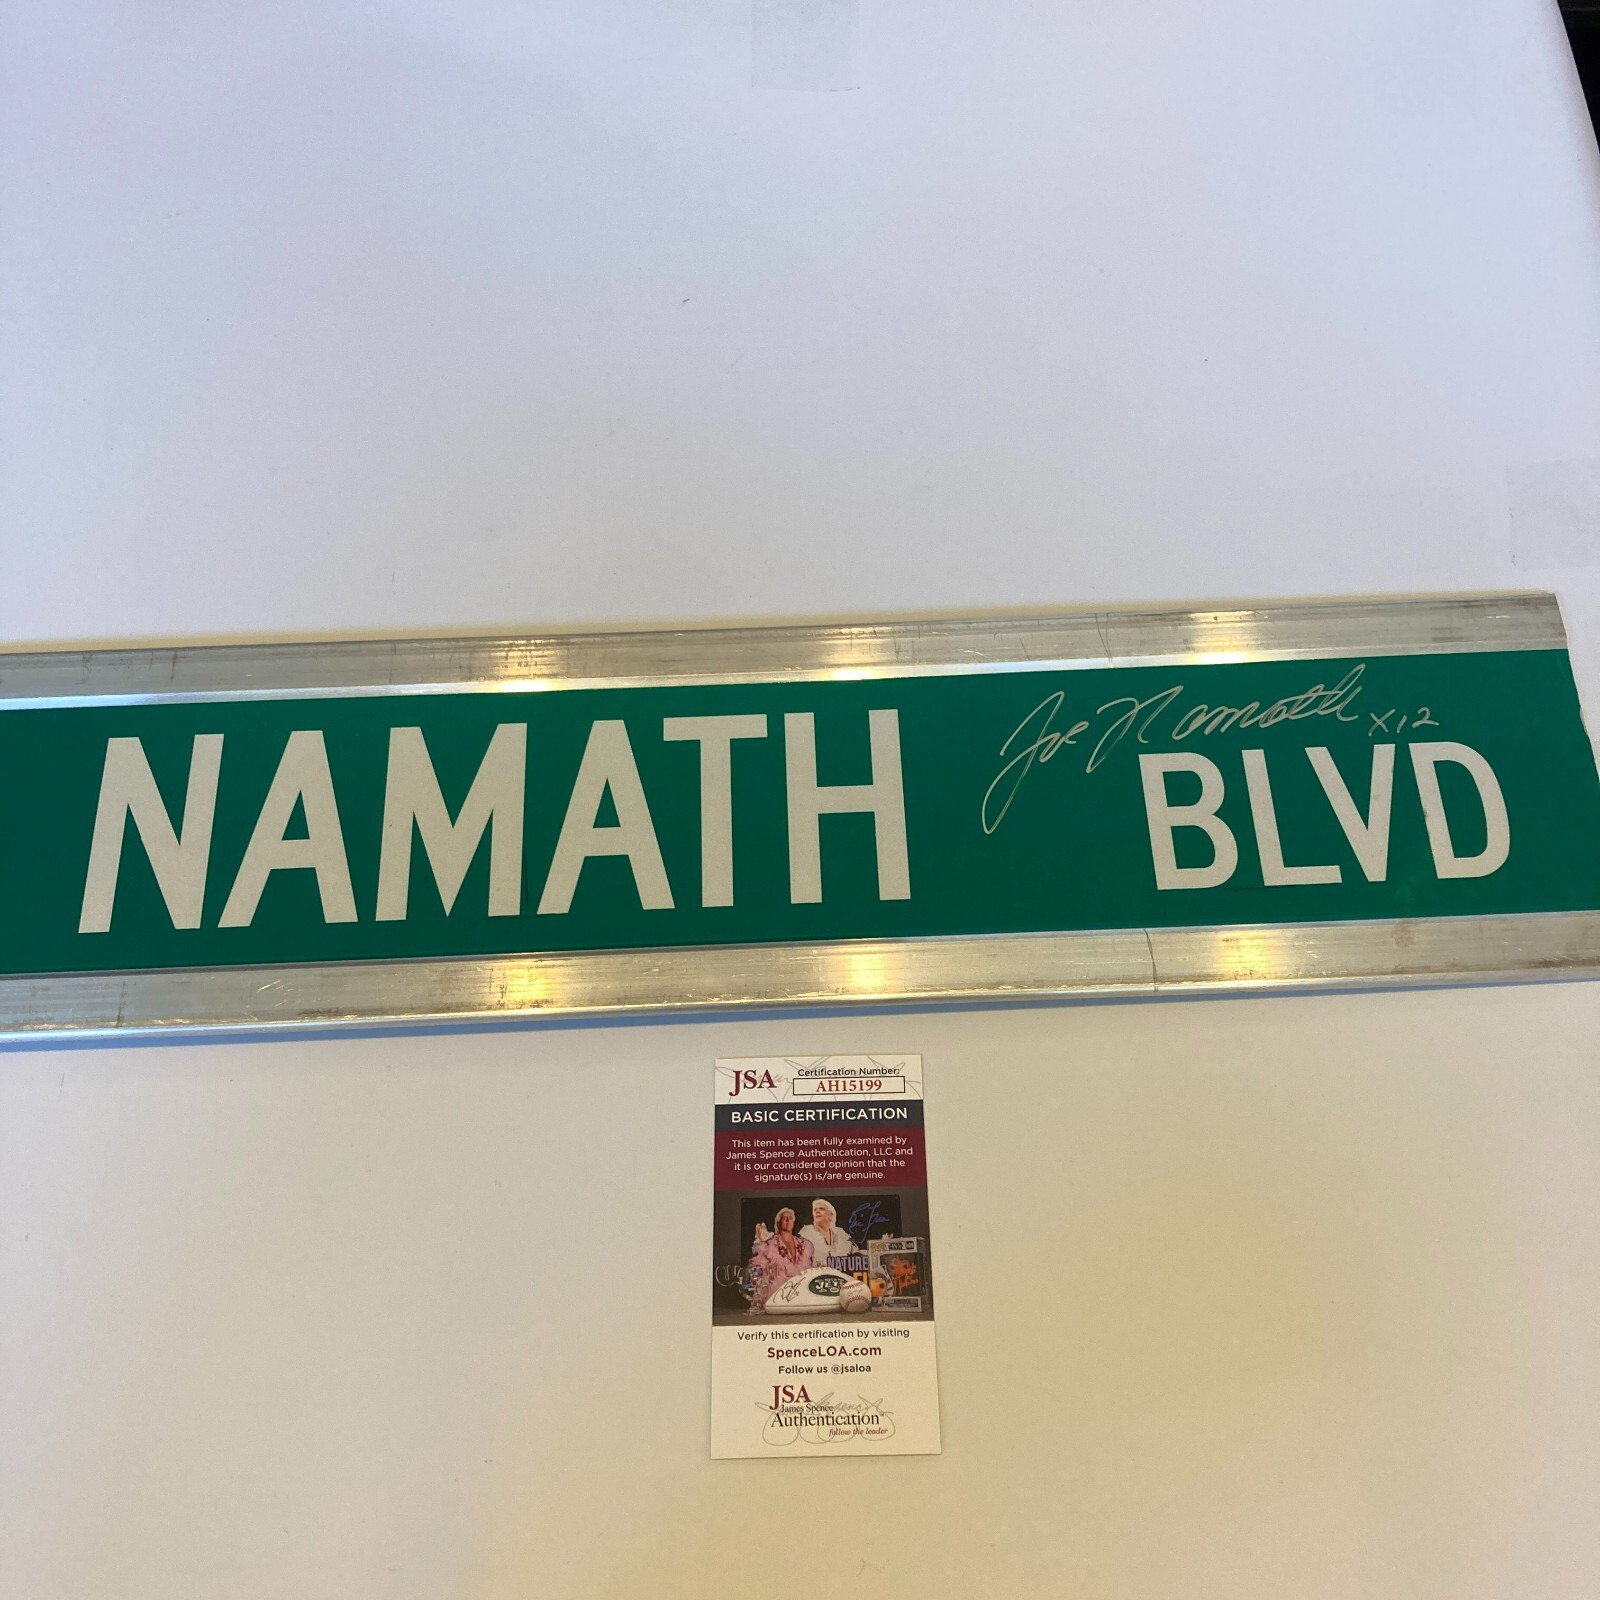 NAMATH BLVD
Joe Namath X12
JSA
Certification Number:
AH15199
BASIC CERTIFICATION
This item has been fully examined by
James Spence Authentication, LLC and
it is our considered opinion that the
signature(s) is/are genuine.
NATURE
JETS
Verify this certification by visiting
SpenceLOA.com
Follow us @jsaloa
JSA
James Spence
Authentication
follow the leader